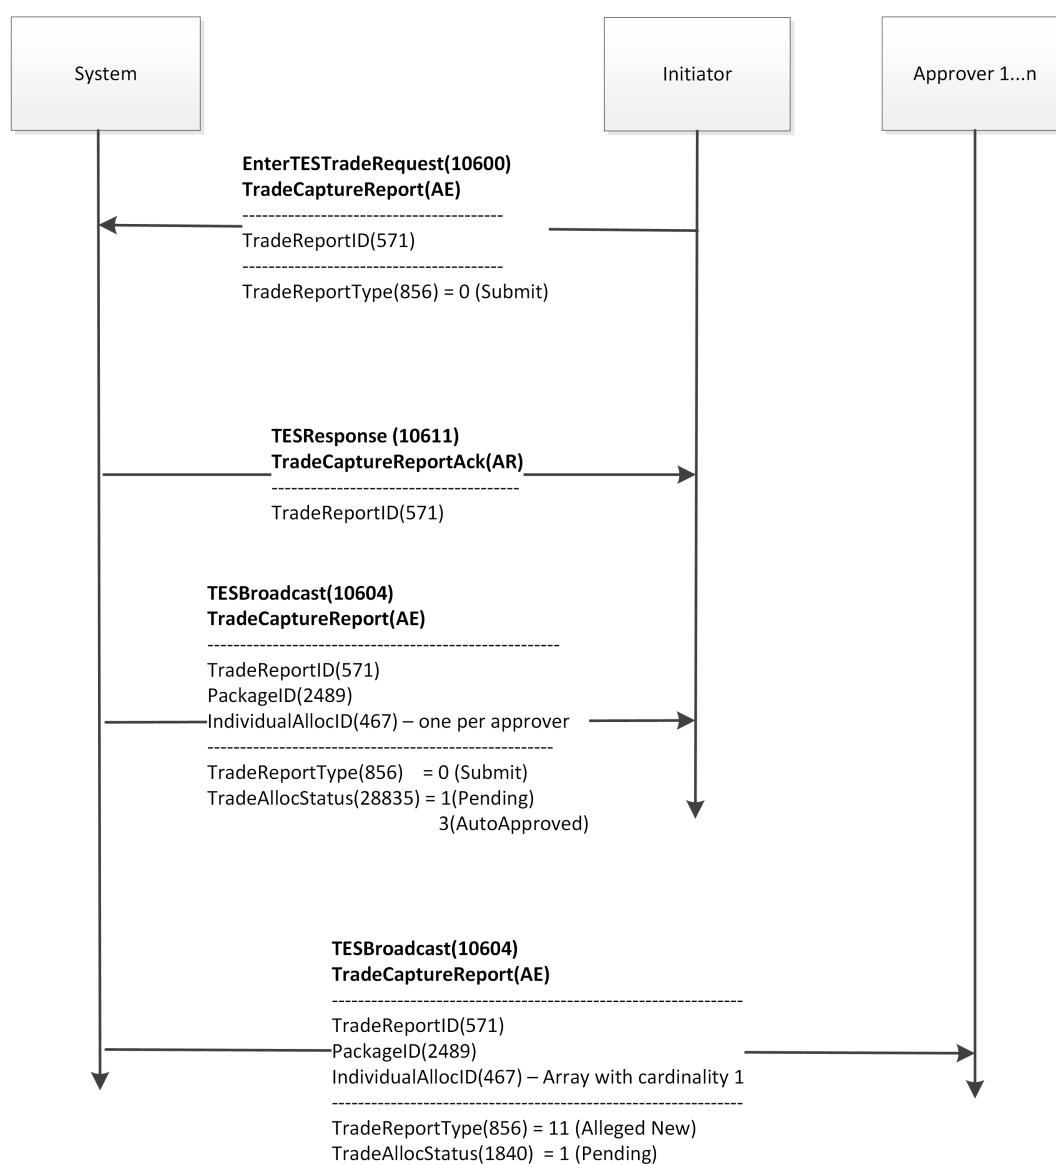 System
Initiator
Approver 1...n
EnterTESTradeRequest(10600)
TradeCaptureReport(AE)
----------------------------------------
TradeReportID(571)
----------------------------------------
TradeReportType(856) = 0 (Submit)
TESResponse (10611)
TradeCaptureReportAck(AR)
--------------------------------------
TradeReportID(571)
TESBroadcast(10604)
TradeCaptureReport(AE)
------------------------------------------------------
TradeReportID(571)
PackageID(2489)
IndividualAllocID(467) – one per approver
-----------------------------------------------------
TradeReportType(856) = 0 (Submit)
TradeAllocStatus(28835) = 1(Pending)
3(AutoApproved)
TESBroadcast(10604)
TradeCaptureReport(AE)
---------------------------------------------------------------
TradeReportID(571)
PackageID(2489)
IndividualAllocID(467) – Array with cardinality 1
---------------------------------------------------------------
TradeReportType(856) = 11 (Alleged New)
TradeAllocStatus(1840) = 1 (Pending)